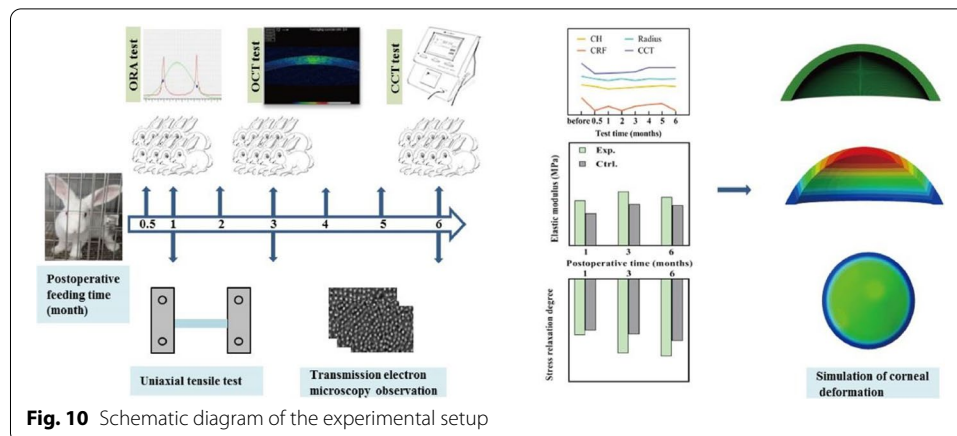 ORA test
OCT test
CCT test
Postoperative
feeding time
(month)
0.5 1 2 3 4 5 6
Uniaxial tensile test
Transmission electron
microscopy observation
CH Radius
CRF CCT
before 0.5 1 2 3 4 5 6
Test time (months)
Exp.
Ctrl.
Elastic modulus (MPa)
1 3 6
Postoperative time (months)
1 3 6
Stress relaxation degree
Simulation of corneal
deformation
Fig. 10 Schematic diagram of the experimental setup